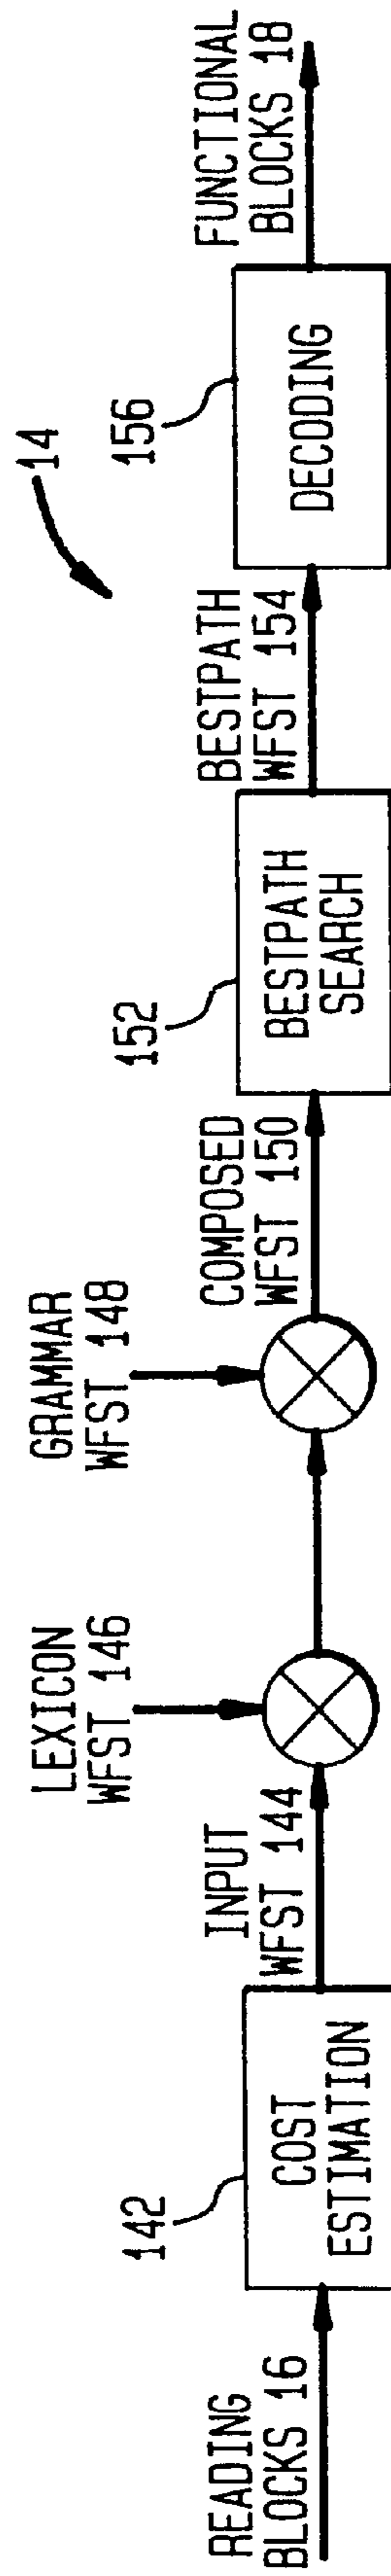 READING
BLOCKS 16
142
COST
ESTIMATION
INPUT
WFST 144
LEXICON
WFST 146
GRAMMAR
WFST 148
COMPOSED
WFST 150
152
BESTPATH
SEARCH
BESTPATH
WFST 154
14
156
DECODING
FUNCTIONAL
BLOCKS 18